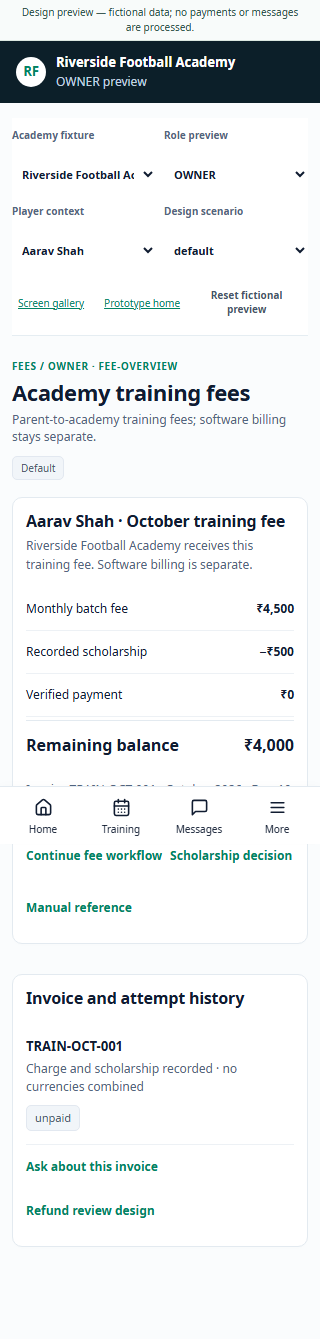 Design preview — fictional data; no payments or messages
are processed.
RF
Riverside Football Academy
OWNER preview
Academy fixture
Role preview
Riverside Football Ac
OWNER
Player context
Design scenario
Aarav Shah
default
Screen gallery
Prototype home
Reset fictional
preview
FEES / OWNER · FEE-OVERVIEW
Academy training fees
Parent-to-academy training fees; software billing
stays separate.
Default
Aarav Shah · October training fee
Riverside Football Academy receives this
training fee. Software billing is separate.
Monthly batch fee
₹4,500
Recorded scholarship
−₹500
Verified payment
₹0
Remaining balance
₹4,000
Home
Training
Messages
More
Continue fee workflow
Scholarship decision
Manual reference
Invoice and attempt history
TRAIN-OCT-001
Charge and scholarship recorded · no
currencies combined
unpaid
Ask about this invoice
Refund review design